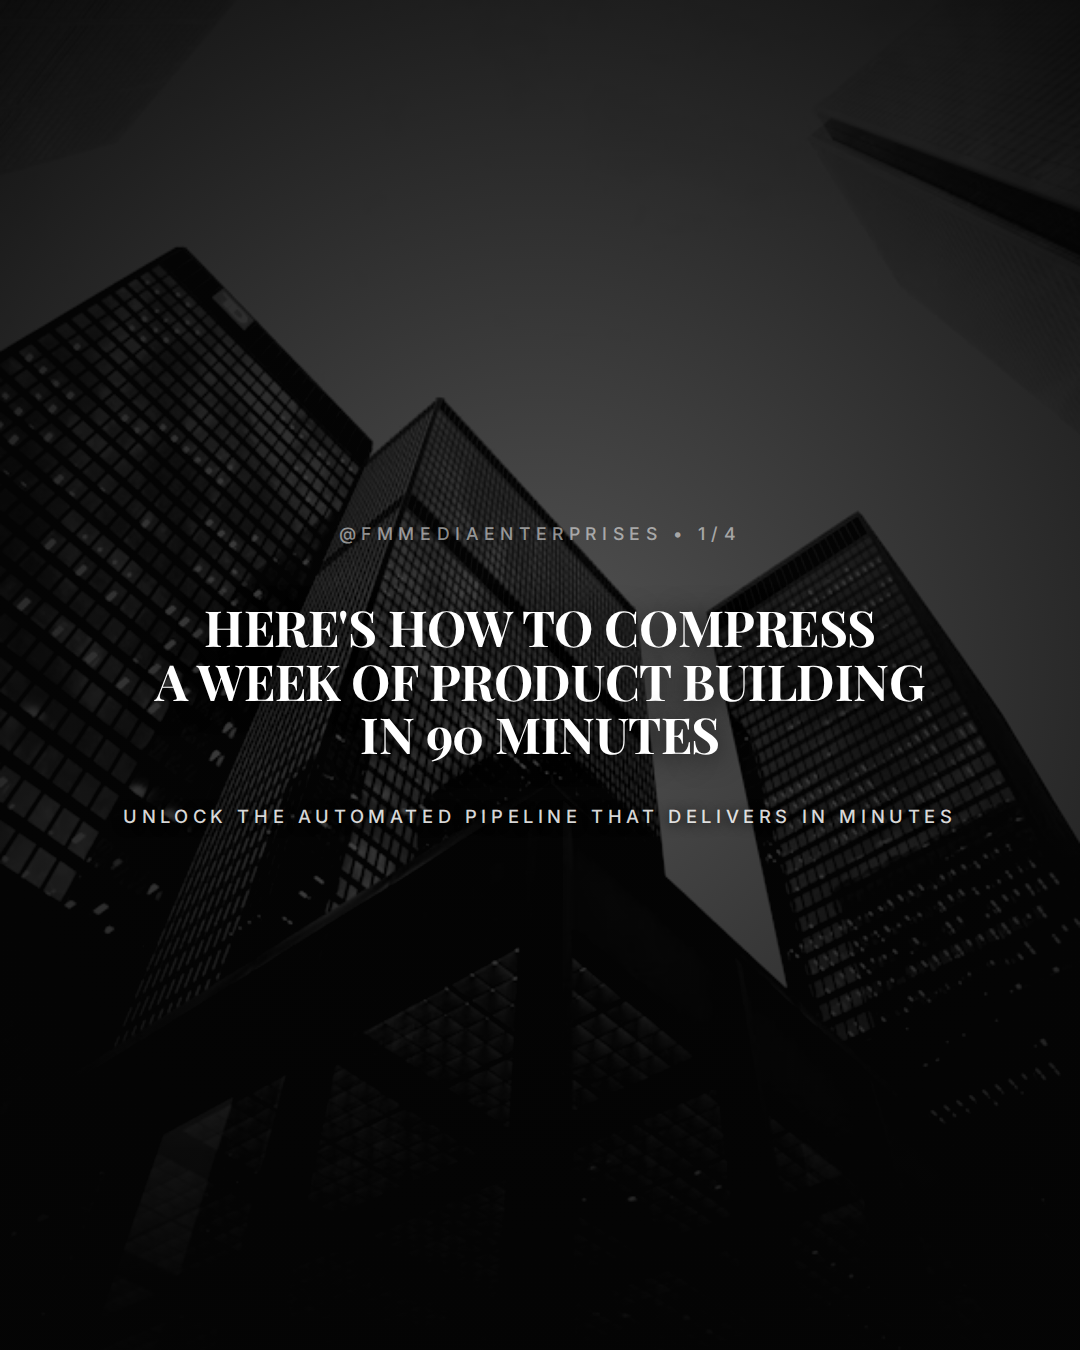 @FMMEDIAENTERPRISES • 1/4
HERE'S HOW TO COMPRESS
A WEEK OF PRODUCT BUILDING
IN 90 MINUTES
UNLOCK THE AUTOMATED PIPELINE THAT DELIVERS IN MINUTES